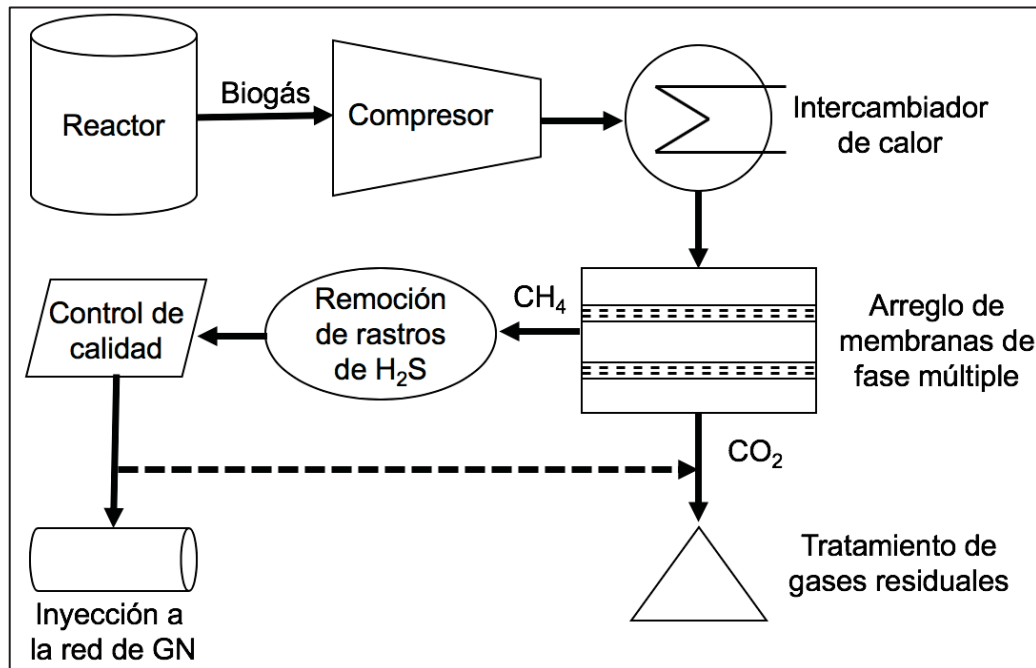 Reactor
Biogás
Compresor
Intercambiador
de calor
Control de
calidad
Remoción
de rastros
de H₂S
CH₄
Arreglo de
membranas de
fase múltiple
CO₂
Inyección a
la red de GN
Tratamiento de
gases residuales